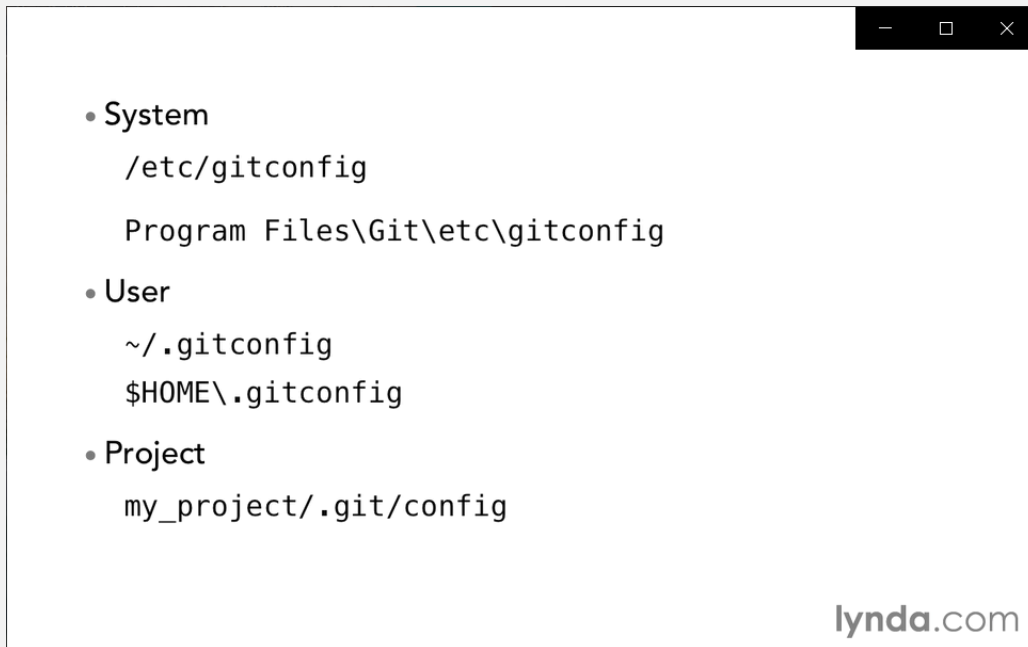 System
/etc/gitconfig
Program Files\Git\etc\gitconfig
User
~/.gitconfig
$HOME\.gitconfig
Project
my_project/.git/config
lynda.com